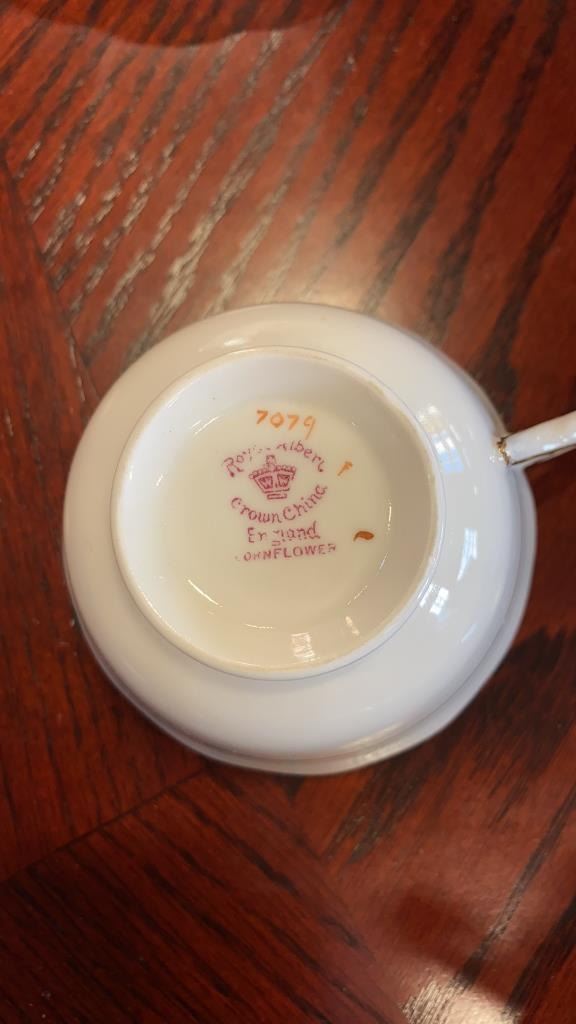 7079
Royal Albert
F
Crown China
England
CORNFLOWER